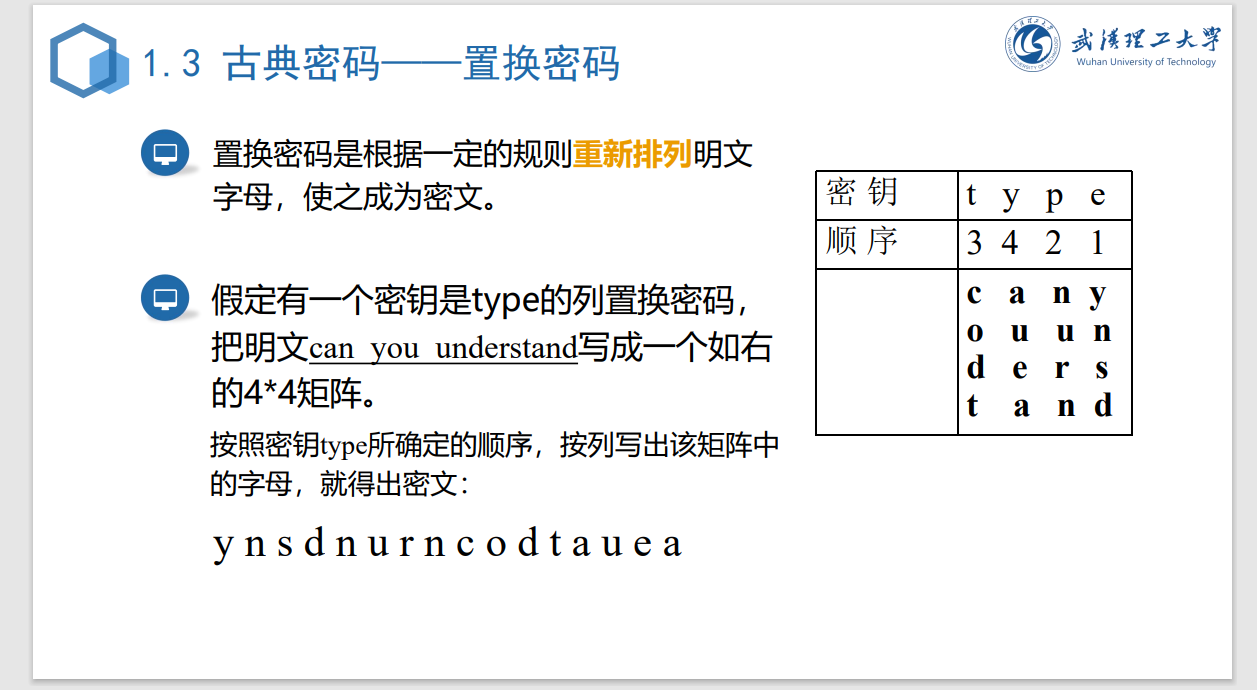 1.3 古典密码——置换密码
武汉理工大学
Wuhan University of Technology
置换密码是根据一定的规则重新排列明文
字母，使之成为密文。
假定有一个密钥是type的列置换密码，
把明文can you understand写成一个如右
的4*4矩阵。
按照密钥type所确定的顺序，按列写出该矩阵中
的字母，就得出密文：
y n s d n u r n c o d t a u e a
密 钥 t y p e
顺 序 3 4 2 1
c a n y
o u u n
d e r s
t a n d